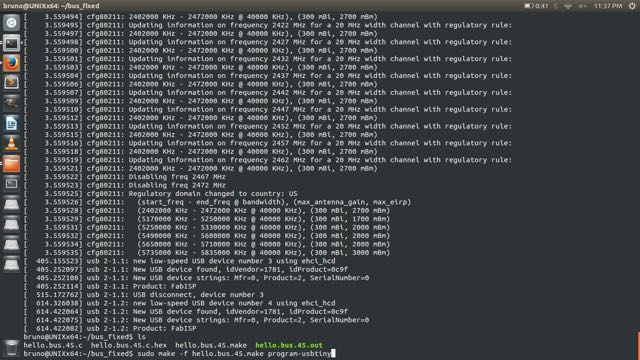 bruno@UNIXx64: ~/bus_fixed
0:41
11:37 PM
[    3.559494] cfg80211: 2402000 KHz - 2472000 KHz @ 40000 KHz), (300 mBi, 2700 mBm)
[    3.559495] cfg80211: Updating information on frequency 2422 MHz for a 20 MHz width channel with regulatory rule:
[    3.559497] cfg80211: 2402000 KHz - 2472000 KHz @ 40000 KHz), (300 mBi, 2700 mBm)
[    3.559498] cfg80211: Updating information on frequency 2427 MHz for a 20 MHz width channel with regulatory rule:
[    3.559500] cfg80211: 2402000 KHz - 2472000 KHz @ 40000 KHz), (300 mBi, 2700 mBm)
[    3.559501] cfg80211: Updating information on frequency 2432 MHz for a 20 MHz width channel with regulatory rule:
[    3.559503] cfg80211: 2402000 KHz - 2472000 KHz @ 40000 KHz), (300 mBi, 2700 mBm)
[    3.559504] cfg80211: Updating information on frequency 2437 MHz for a 20 MHz width channel with regulatory rule:
[    3.559506] cfg80211: 2402000 KHz - 2472000 KHz @ 40000 KHz), (300 mBi, 2700 mBm)
[    3.559507] cfg80211: Updating information on frequency 2442 MHz for a 20 MHz width channel with regulatory rule:
[    3.559509] cfg80211: 2402000 KHz - 2472000 KHz @ 40000 KHz), (300 mBi, 2700 mBm)
[    3.559510] cfg80211: Updating information on frequency 2447 MHz for a 20 MHz width channel with regulatory rule:
[    3.559512] cfg80211: 2402000 KHz - 2472000 KHz @ 40000 KHz), (300 mBi, 2700 mBm)
[    3.559513] cfg80211: Updating information on frequency 2452 MHz for a 20 MHz width channel with regulatory rule:
[    3.559515] cfg80211: 2402000 KHz - 2472000 KHz @ 40000 KHz), (300 mBi, 2700 mBm)
[    3.559516] cfg80211: Updating information on frequency 2457 MHz for a 20 MHz width channel with regulatory rule:
[    3.559518] cfg80211: 2402000 KHz - 2472000 KHz @ 40000 KHz), (300 mBi, 2700 mBm)
[    3.559519] cfg80211: Updating information on frequency 2462 MHz for a 20 MHz width channel with regulatory rule:
[    3.559521] cfg80211: 2402000 KHz - 2472000 KHz @ 40000 KHz), (300 mBi, 2700 mBm)
[    3.559522] cfg80211: Disabling freq 2467 MHz
[    3.559523] cfg80211: Disabling freq 2472 MHz
[    3.559525] cfg80211: Regulatory domain changed to country: US
[    3.559526] cfg80211:   (start_freq - end_freq @ bandwidth), (max_antenna_gain, max_eirp)
[    3.559528] cfg80211:   (2402000 KHz - 2472000 KHz @ 40000 KHz), (300 mBi, 2700 mBm)
[    3.559529] cfg80211:   (5170000 KHz - 5250000 KHz @ 40000 KHz), (300 mBi, 1700 mBm)
[    3.559531] cfg80211:   (5250000 KHz - 5330000 KHz @ 40000 KHz), (300 mBi, 2000 mBm)
[    3.559532] cfg80211:   (5490000 KHz - 5600000 KHz @ 40000 KHz), (300 mBi, 2000 mBm)
[    3.559534] cfg80211:   (5650000 KHz - 5710000 KHz @ 40000 KHz), (300 mBi, 2000 mBm)
[    3.559535] cfg80211:   (5735000 KHz - 5835000 KHz @ 40000 KHz), (300 mBi, 3000 mBm)
[  405.155523] usb 2-1.1: new low-speed USB device number 3 using ehci_hcd
[  405.252097] usb 2-1.1: New USB device found, idVendor=1781, idProduct=0c9f
[  405.252108] usb 2-1.1: New USB device strings: Mfr=0, Product=2, SerialNumber=0
[  405.252114] usb 2-1.1: Product: FabISP
[  515.172762] usb 2-1.1: USB disconnect, device number 3
[  614.326038] usb 2-1.2: new low-speed USB device number 4 using ehci_hcd
[  614.422066] usb 2-1.2: New USB device found, idVendor=1781, idProduct=0c9f
[  614.422076] usb 2-1.2: New USB device strings: Mfr=0, Product=2, SerialNumber=0
[  614.422082] usb 2-1.2: Product: FabISP
bruno@UNIXx64:~/bus_fixed$ ls
hello.bus.45.c  hello.bus.45.c.hex  hello.bus.45.make  hello.bus.45.out
bruno@UNIXx64:~/bus_fixed$ sudo make -f hello.bus.45.make program-usbtiny